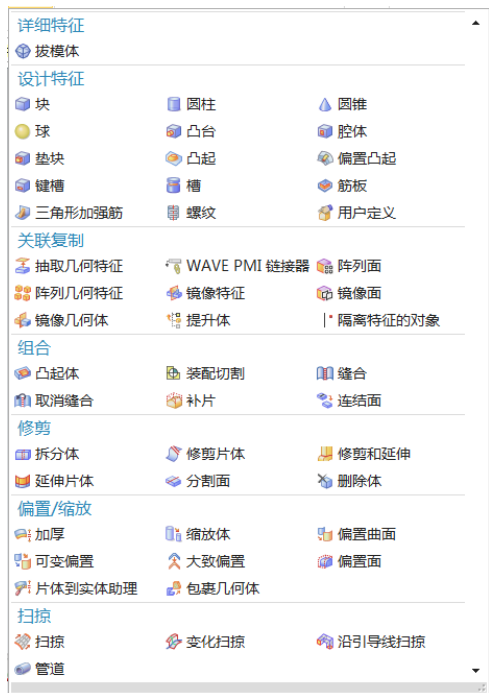 详细特征
拔模体
设计特征
块 圆柱 圆锥
球 凸台 腔体
垫块 凸起 偏置凸起
键槽 槽 筋板
三角形加强筋 螺纹 用户定义
关联复制
抽取几何特征 WAVE PMI 链接器 阵列面
阵列几何特征 镜像特征 镜像面
镜像几何体 提升体 隔离特征的对象
组合
凸起体 装配切割 缝合
取消缝合 补片 连结面
修剪
拆分体 修剪片体 修剪和延伸
延伸片体 分割面 删除体
偏置/缩放
加厚 缩放体 偏置曲面
可变偏置 大致偏置 偏置面
片体到实体助理 包裹几何体
扫掠
扫掠 变化扫掠 沿引导线扫掠
管道